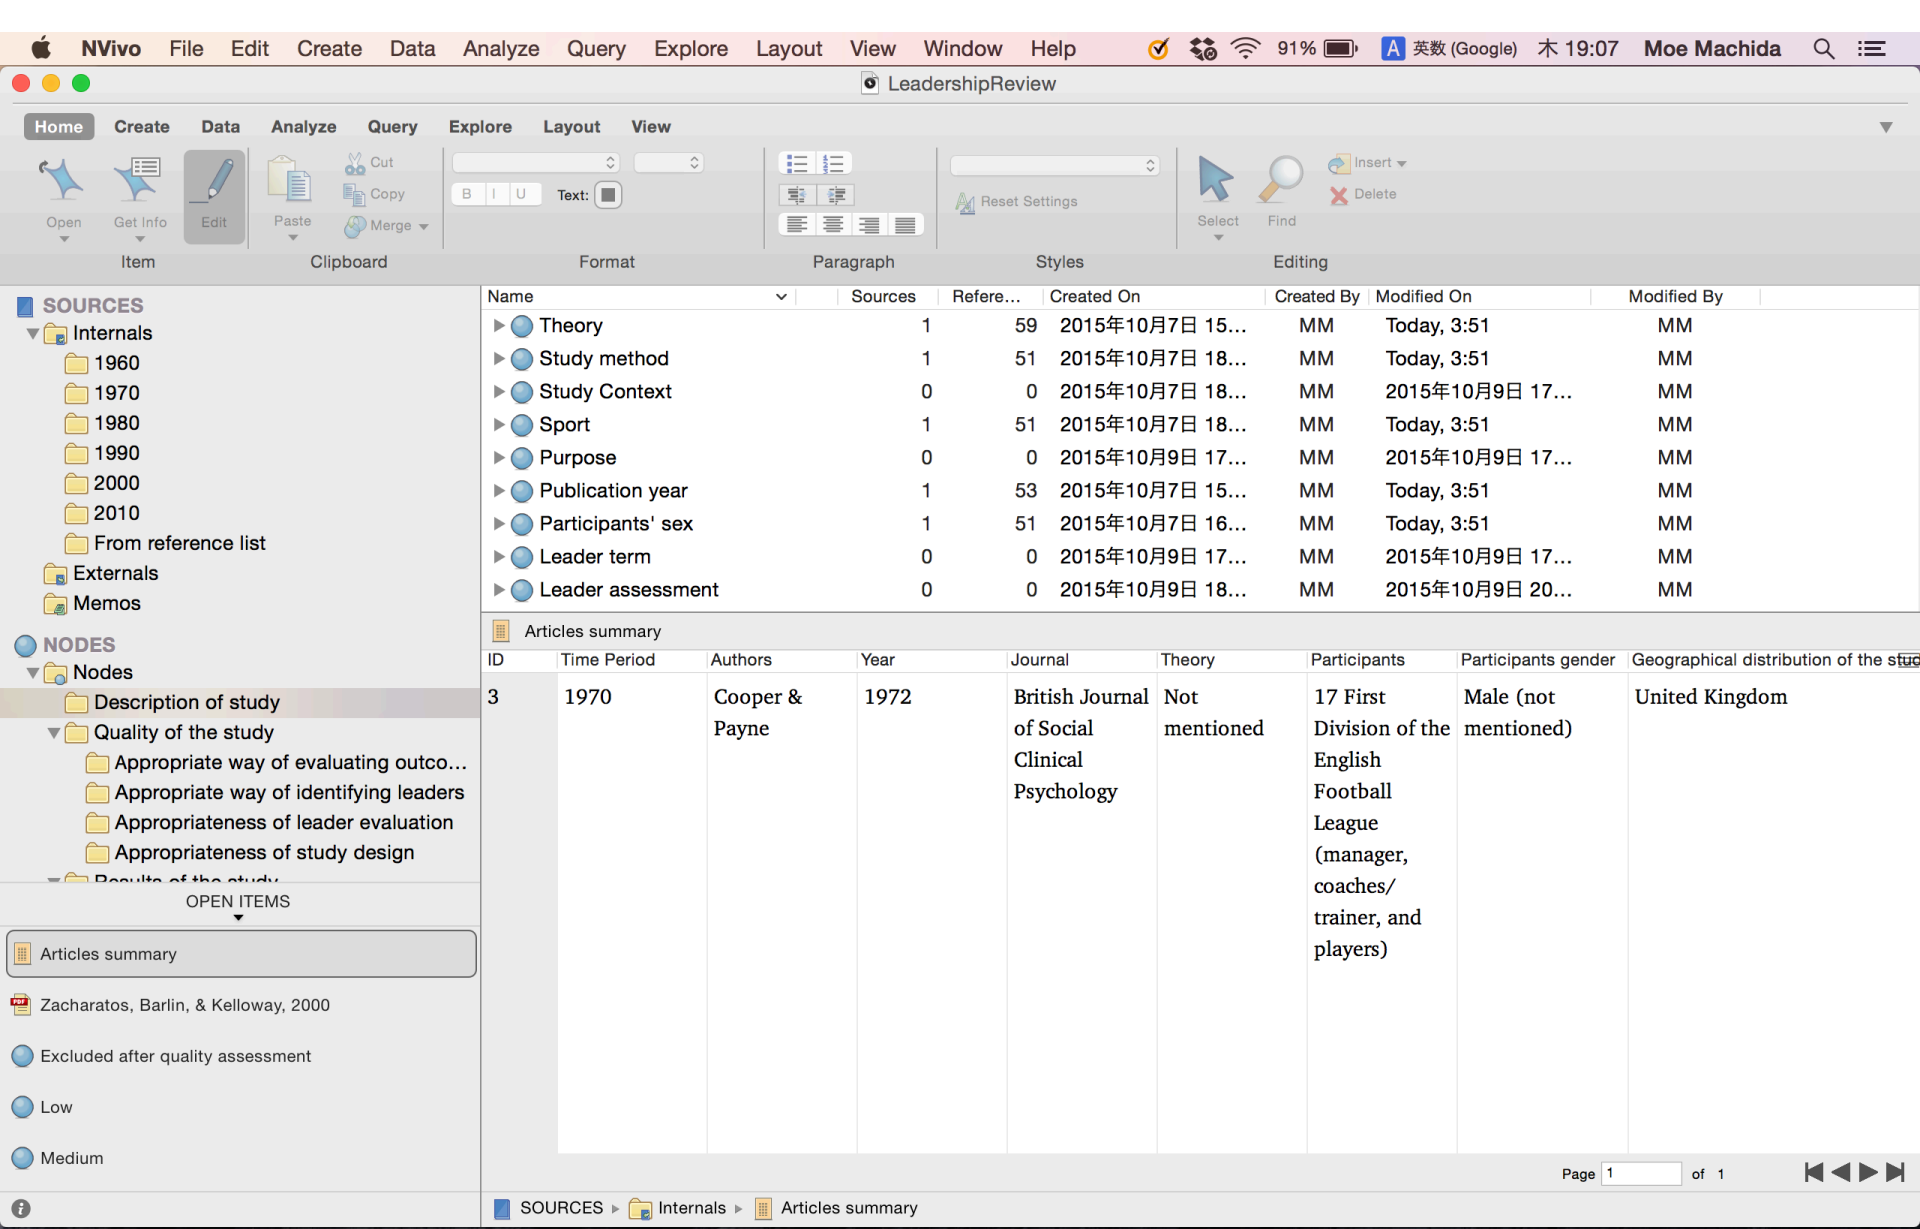 NVivo File Edit Create Data Analyze Query Explore Layout View Window Help 91% A 英数 (Google) 木 19:07 Moe Machida
LeadershipReview
Home Create Data Analyze Query Explore Layout View
Open Get Info Edit Paste Cut Copy Merge
B I U Text:
Reset Settings
Select Find Insert Delete
Item Clipboard Format Paragraph Styles Editing
SOURCES
Internals
1960
1970
1980
1990
2000
2010
From reference list
Externals
Memos
NODES
Nodes
Description of study
Quality of the study
Appropriate way of evaluating outco...
Appropriate way of identifying leaders
Appropriateness of leader evaluation
Appropriateness of study design
Results of the study
OPEN ITEMS
Articles summary
Zacharatos, Barlin, & Kelloway, 2000
Excluded after quality assessment
Low
Medium
Name Sources Refere... Created On Created By Modified On Modified By
Theory 1 59 2015年10月7日 15... MM Today, 3:51 MM
Study method 1 51 2015年10月7日 18... MM Today, 3:51 MM
Study Context 0 0 2015年10月7日 18... MM 2015年10月9日 17... MM
Sport 1 51 2015年10月7日 18... MM Today, 3:51 MM
Purpose 0 0 2015年10月9日 17... MM 2015年10月9日 17... MM
Publication year 1 53 2015年10月7日 15... MM Today, 3:51 MM
Participants' sex 1 51 2015年10月7日 16... MM Today, 3:51 MM
Leader term 0 0 2015年10月9日 17... MM 2015年10月9日 17... MM
Leader assessment 0 0 2015年10月9日 18... MM 2015年10月9日 20... MM
Articles summary
ID Time Period Authors Year Journal Theory Participants Participants gender Geographical distribution of the
3 1970 Cooper & 1972 British Journal Not 17 First Male (not United Kingdom
Payne of Social mentioned Division of the mentioned)
Clinical English
Psychology Football
League
(manager,
coaches/
trainer, and
players)
Page 1 of 1
SOURCES Internals Articles summary